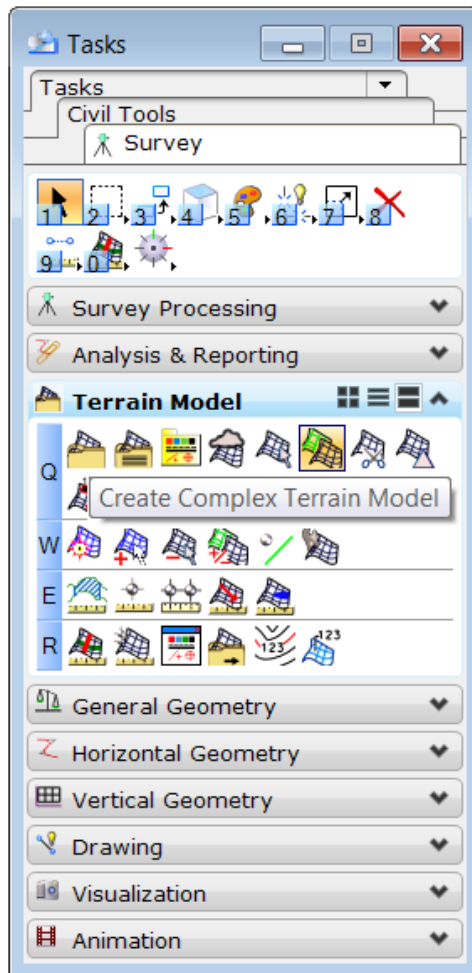 Tasks
Tasks
Civil Tools
Survey
1 2 3 4 5 6 7 8
9 0
Survey Processing
Analysis & Reporting
Terrain Model
Q
Create Complex Terrain Model
W
E
R 123 123
General Geometry
Horizontal Geometry
Vertical Geometry
Drawing
Visualization
Animation